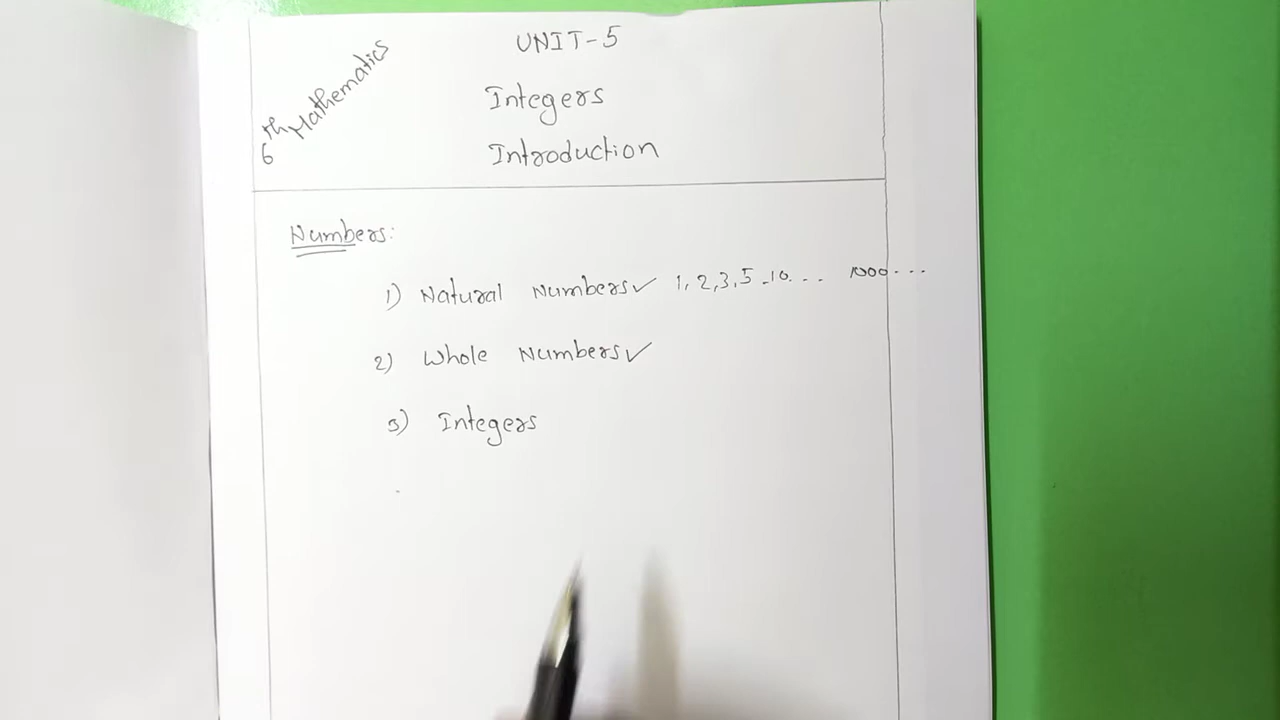 UNIT-5
6th Mathematics
Integers
Introduction
Numbers:
1) Natural Numbers✓ 1, 2, 3, 5 -10... 1000...
2) Whole Numbers✓
3) Integers